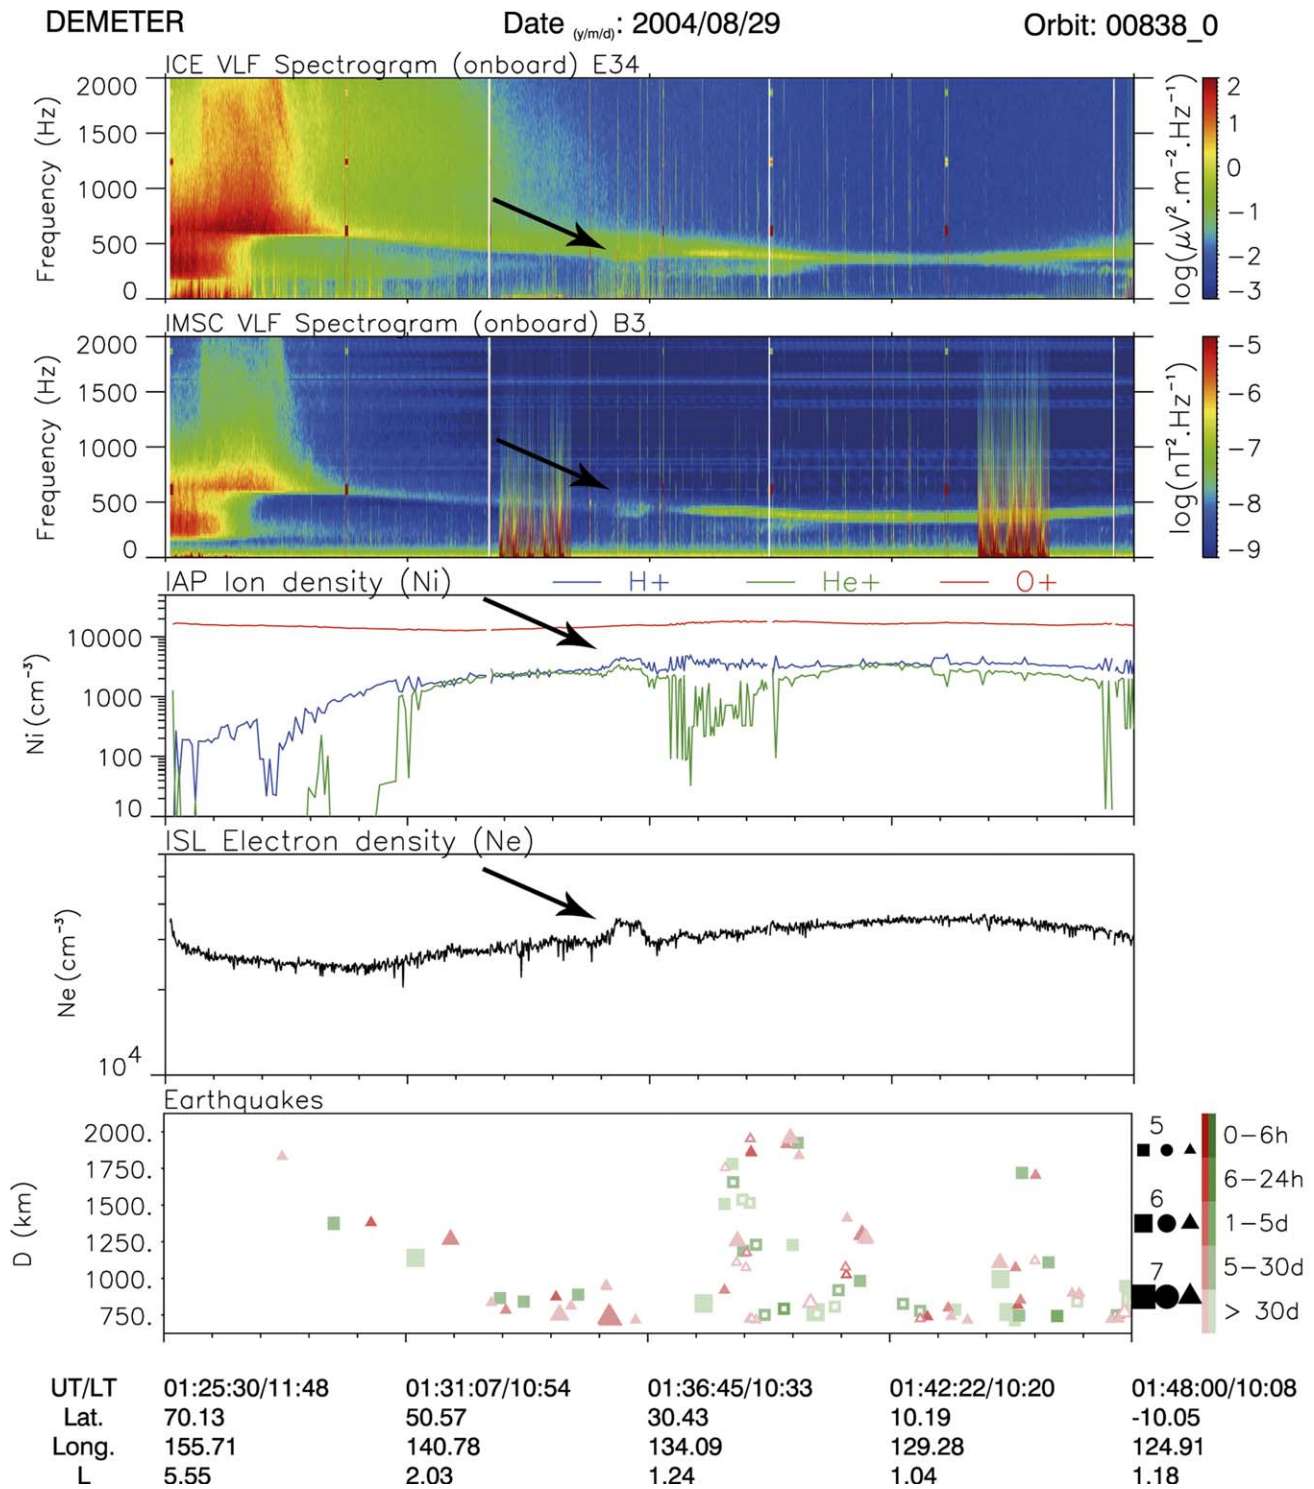 DEMETER Date (y/m/d): 2004/08/29 Orbit: 00838_0
ICE VLF Spectrogram (onboard) E34
Frequency (Hz)
2000
1500
1000
500
0
log(μV².m⁻².Hz⁻¹)
2
1
0
−1
−2
−3
IMSC VLF Spectrogram (onboard) B3
Frequency (Hz)
2000
1500
1000
500
0
log(nT².Hz⁻¹)
−5
−6
−7
−8
−9
IAP Ion density (Ni) H+ He+ O+
Ni(cm⁻³)
10000
1000
100
10
ISL Electron density (Ne)
Ne(cm⁻³)
10⁴
Earthquakes
D (km)
2000.
1750.
1500.
1250.
1000.
750.
5
6
7
0−6h
6−24h
1−5d
5−30d
> 30d
UT/LT 01:25:30/11:48 01:31:07/10:54 01:36:45/10:33 01:42:22/10:20 01:48:00/10:08
Lat. 70.13 50.57 30.43 10.19 -10.05
Long. 155.71 140.78 134.09 129.28 124.91
L 5.55 2.03 1.24 1.04 1.18